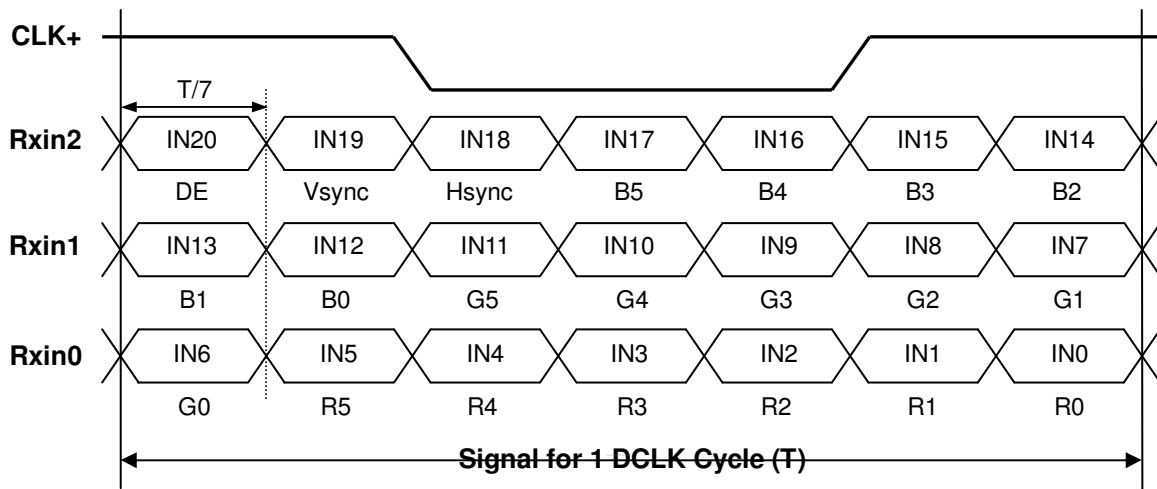 CLK+
T/7
Rxin2 IN20 IN19 IN18 IN17 IN16 IN15 IN14
DE Vsync Hsync B5 B4 B3 B2
Rxin1 IN13 IN12 IN11 IN10 IN9 IN8 IN7
B1 B0 G5 G4 G3 G2 G1
Rxin0 IN6 IN5 IN4 IN3 IN2 IN1 IN0
G0 R5 R4 R3 R2 R1 R0
Signal for 1 DCLK Cycle (T)